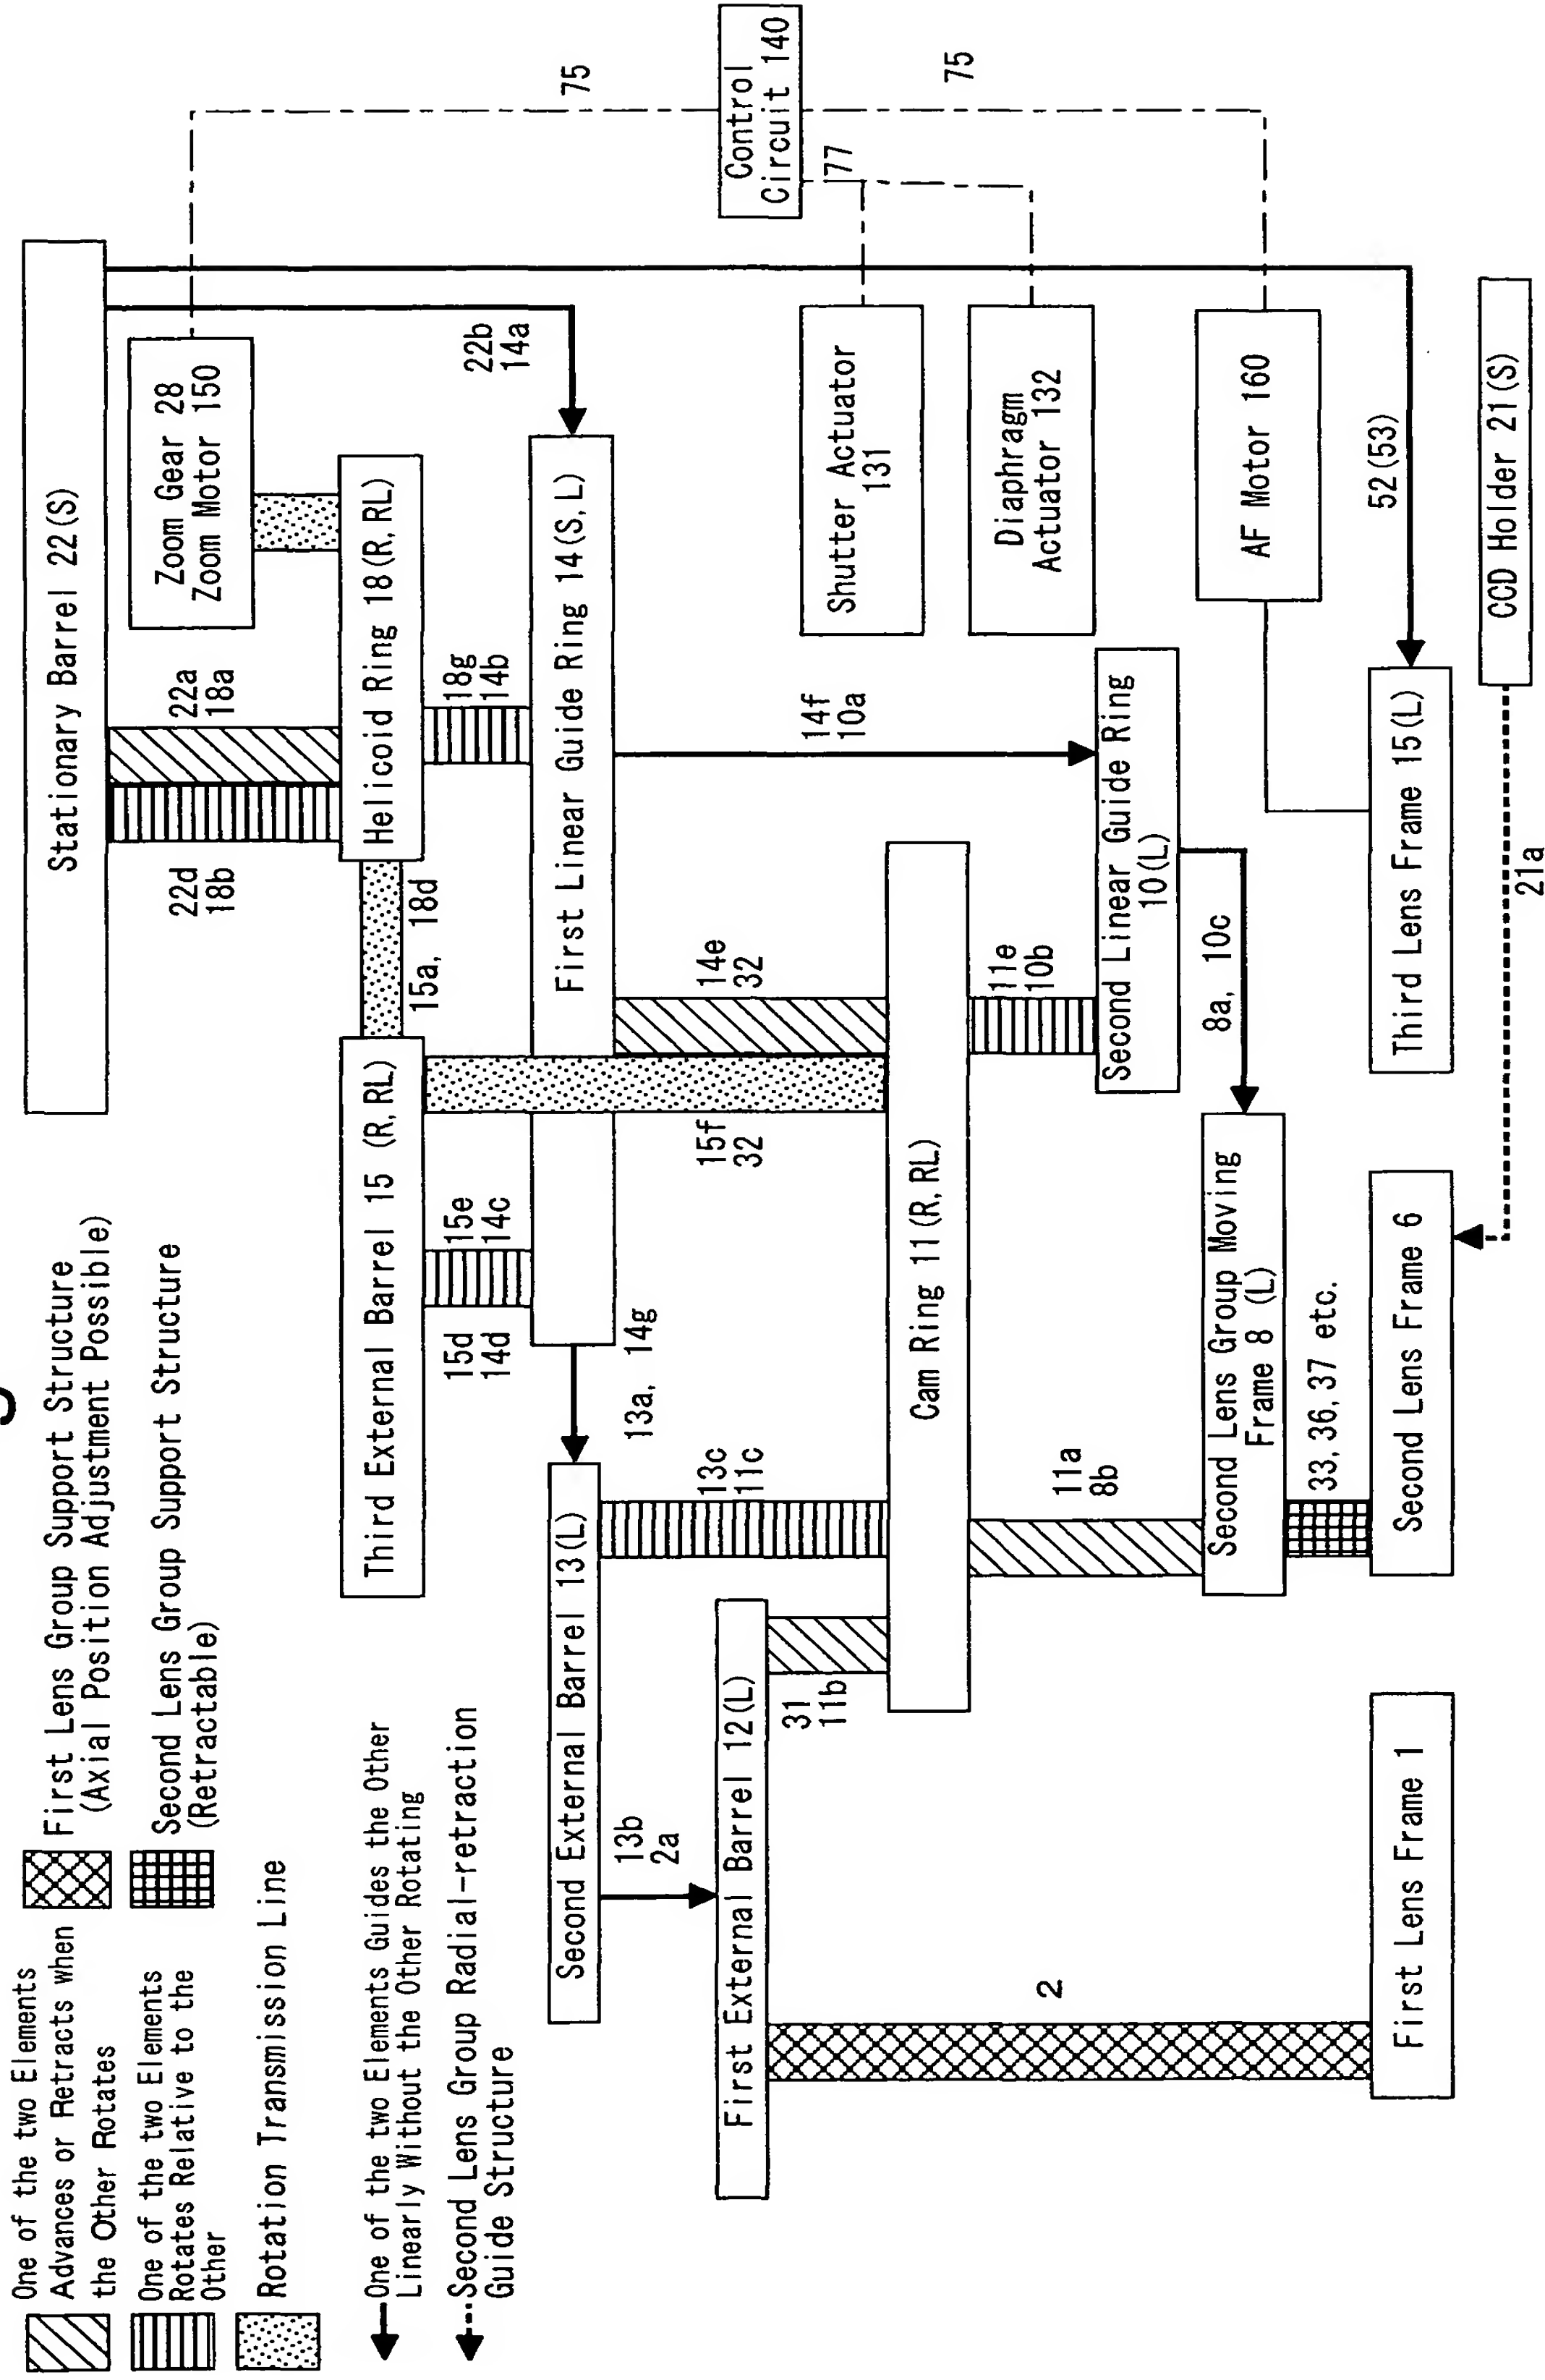 One of the two Elements
Advances or Retracts when
the Other Rotates
One of the two Elements
Rotates Relative to the
Other
Rotation Transmission Line
First Lens Group Support Structure
(Axial Position Adjustment Possible)
Second Lens Group Support Structure
(Retractable)
One of the two Elements Guides the Other
Linearly Without the Other Rotating
Second Lens Group Radial-retraction
Guide Structure
Stationary Barrel 22(S)
22d
18b
22a
18a
Zoom Gear 28
Zoom Motor 150
75
Third External Barrel 15 (R, RL)
15a, 18d
Helicoid Ring 18(R, RL)
15d
14d
15e
14c
18g
14b
22b
14a
Second External Barrel 13(L)
13a, 14g
First Linear Guide Ring 14(S, L)
13b
2a
13c
11c
15f
32
14e
32
14f
10a
First External Barrel 12(L)
31
11b
Control
Circuit 140
77
Shutter Actuator
131
Cam Ring 11(R, RL)
75
11e
10b
Diaphragm
Actuator 132
2
11a
8b
Second Linear Guide Ring
10(L)
Second Lens Group Moving
Frame 8 (L)
8a, 10c
AF Motor 160
33, 36, 37 etc.
52(53)
First Lens Frame 1
Second Lens Frame 6
Third Lens Frame 15(L)
21a
CCD Holder 21(S)